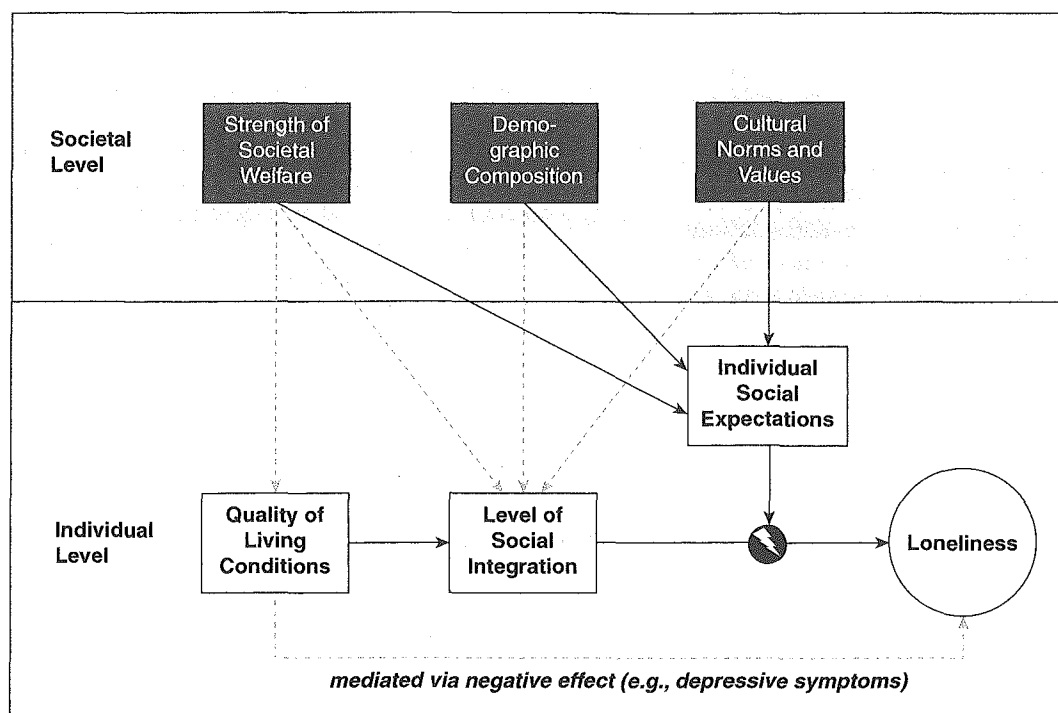 Societal
Level
Strength of
Societal
Welfare
Demo-
graphic
Composition
Cultural
Norms and
Values
Individual
Social
Expectations
Individual
Level
Quality of
Living
Conditions
Level of
Social
Integration
Loneliness
mediated via negative effect (e.g., depressive symptoms)